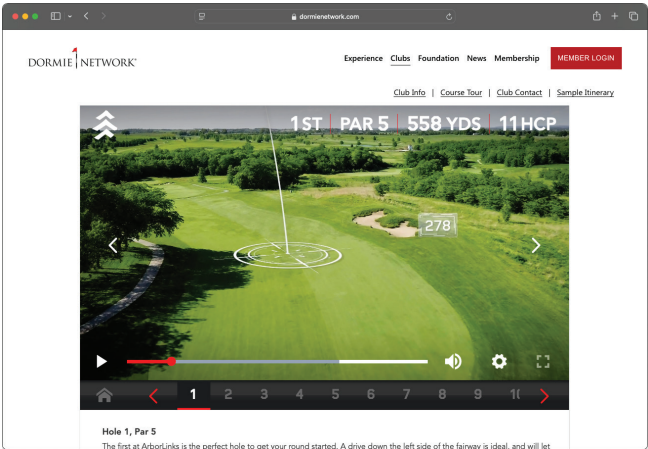 dormienetwork.com
DORMIE NETWORK®
Experience Clubs Foundation News Membership MEMBER LOGIN
Club Info | Course Tour | Club Contact | Sample Itinerary
1ST PAR 5 558 YDS 11 HCP
278
1 2 3 4 5 6 7 8 9 1(
Hole 1, Par 5
The first at ArborLinks is the perfect hole to get your round started. A drive down the left side of the fairway is ideal, and will let